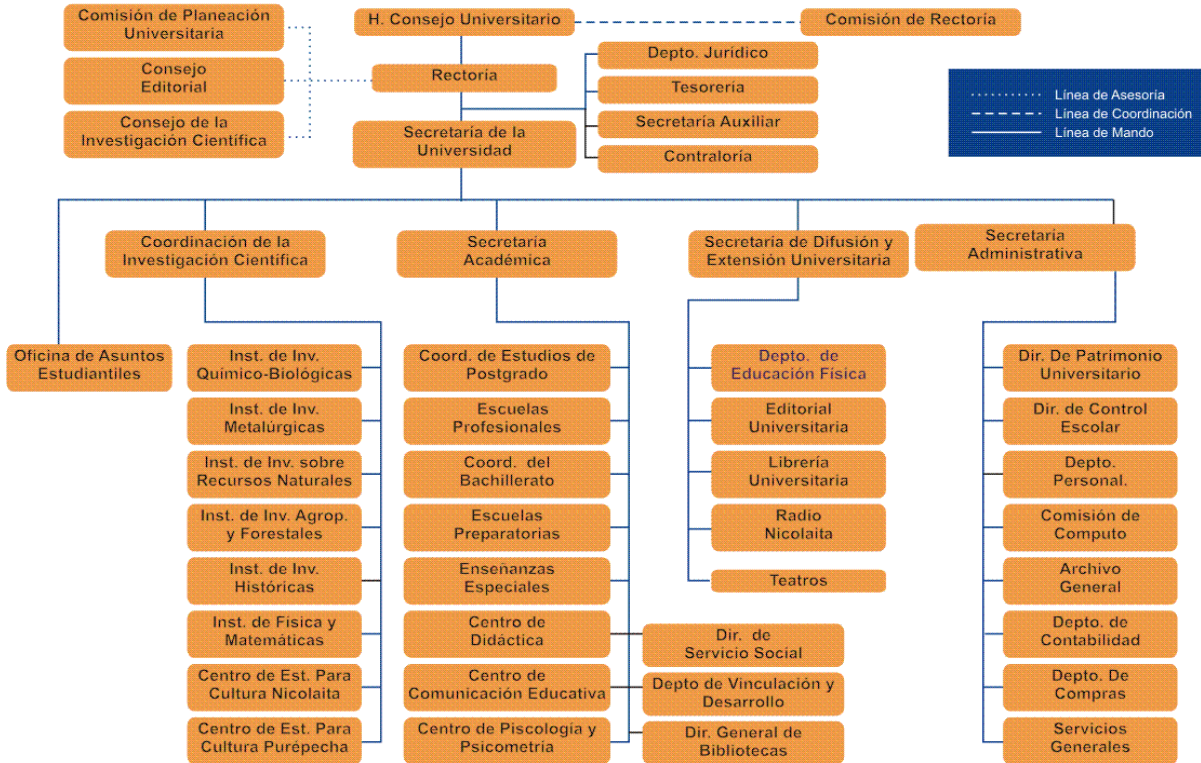 Comisión de Planeación
Universitaria
H. Consejo Universitario
Comisión de Rectoría
Consejo
Editorial
Rectoría
Depto. Jurídico
Tesorería
Consejo de la
Investigación Científica
Secretaría de la
Universidad
Secretaría Auxiliar
Contraloría
Línea de Asesoría
Línea de Coordinación
Línea de Mando
Coordinación de la
Investigación Científica
Secretaría
Académica
Secretaría de Difusión y
Extensión Universitaria
Secretaría
Administrativa
Oficina de Asuntos
Estudiantiles
Inst. de Inv.
Químico-Biológicas
Inst. de Inv.
Metalúrgicas
Inst. de Inv. sobre
Recursos Naturales
Inst. de Inv. Agrop.
y Forestales
Inst. de Inv.
Históricas
Inst. de Fisica y
Matemáticas
Centro de Est. Para
Cultura Nicolaita
Centro de Est. Para
Cultura Purépecha
Coord. de Estudios de
Postgrado
Escuelas
Profesionales
Coord. del
Bachillerato
Escuelas
Preparatorias
Enseñanzas
Especiales
Centro de
Didáctica
Centro de
Comunicación Educativa
Centro de Piscología y
Psicometría
Dir. de
Servicio Social
Depto de Vinculación y
Desarrollo
Dir. General de
Bibliotecas
Depto. de
Educación Física
Editorial
Universitaria
Librería
Universitaria
Radio
Nicolaita
Teatros
Dir. De Patrimonio
Universitario
Dir. de Control
Escolar
Depto.
Personal.
Comisión de
Computo
Archivo
General
Depto. de
Contabilidad
Depto. De
Compras
Servicios
Generales